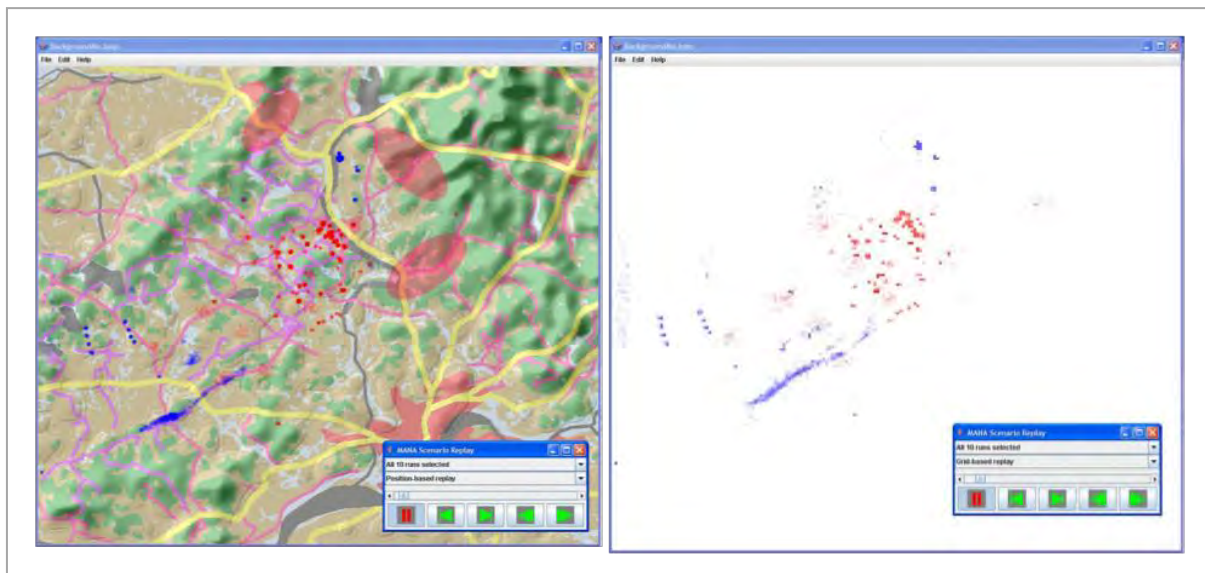 File Edit Help
File Edit Help
MANA Scenario Replay
All 10 runs selected
Position-based replay
MANA Scenario Replay
All 10 runs selected
Grid-based replay